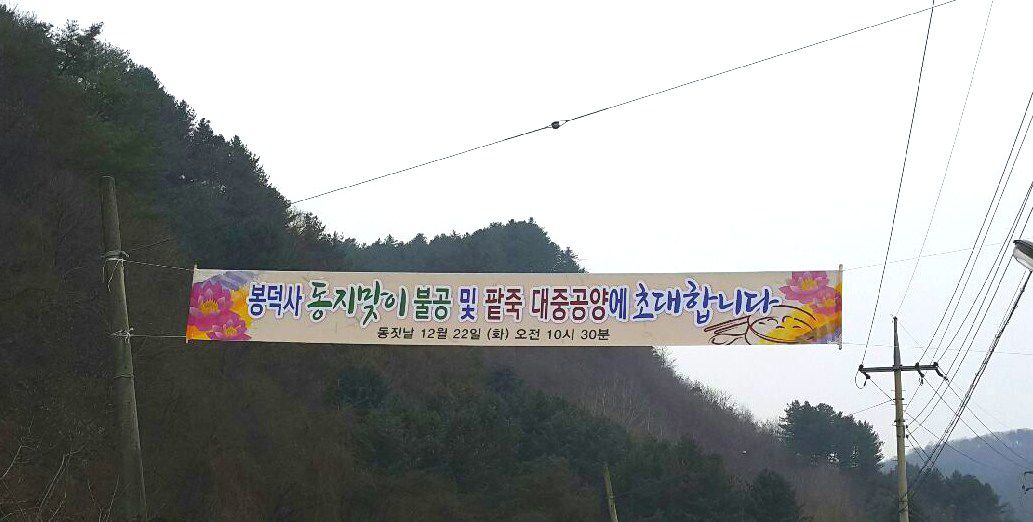 봉덕사 동지맞이 불공 및 팥죽 대중공양에 초대합니다
동짓날 12월 22일 (화) 오전 10시 30분